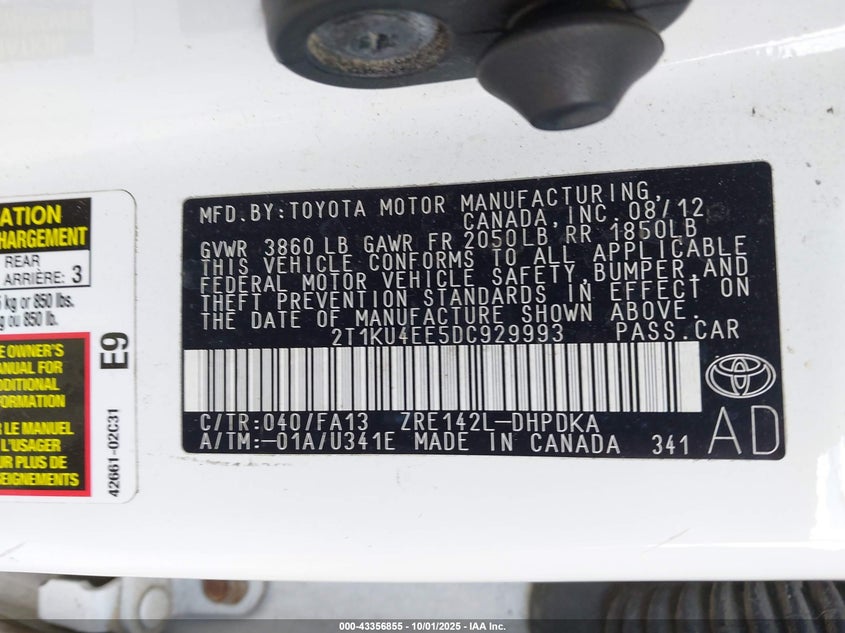 MFD.BY:TOYOTA MOTOR MANUFACTURING,
CANADA,INC. 08/12
GVWR 3860 LB GAWR FR 2050LB RR 1850LB
THIS VEHICLE CONFORMS TO ALL APPLICABLE
FEDERAL MOTOR VEHICLE SAFETY,BUMPER,AND
THEFT PREVENTION STANDARDS IN EFFECT ON
THE DATE OF MANUFACTURE SHOWN ABOVE.
2T1KU4EE5DC929993 PASS.CAR
C/TR:040/FA13 ZRE142L-DHPDKA
A/TM:-01A/U341E MADE IN CANADA 341
AD
ATION
HARGEMENT
REAR
ARRIÈRE: 3
kg or 850 lbs.
ou 850 lb.
E OWNER'S
MANUAL FOR
ADDITIONAL
FORMATION
R LE MANUEL
L'USAGER
UR PLUS DE
SEIGNEMENTS
E9
42661-02C31
000-43356855 - 10/01/2025 - IAA Inc.